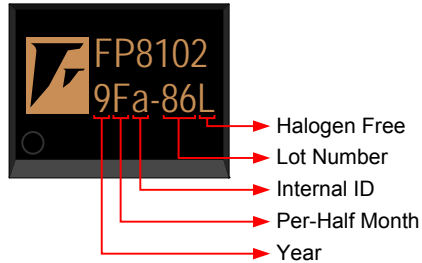 FP8102
9Fa-86L
Halogen Free
Lot Number
Internal ID
Per-Half Month
Year